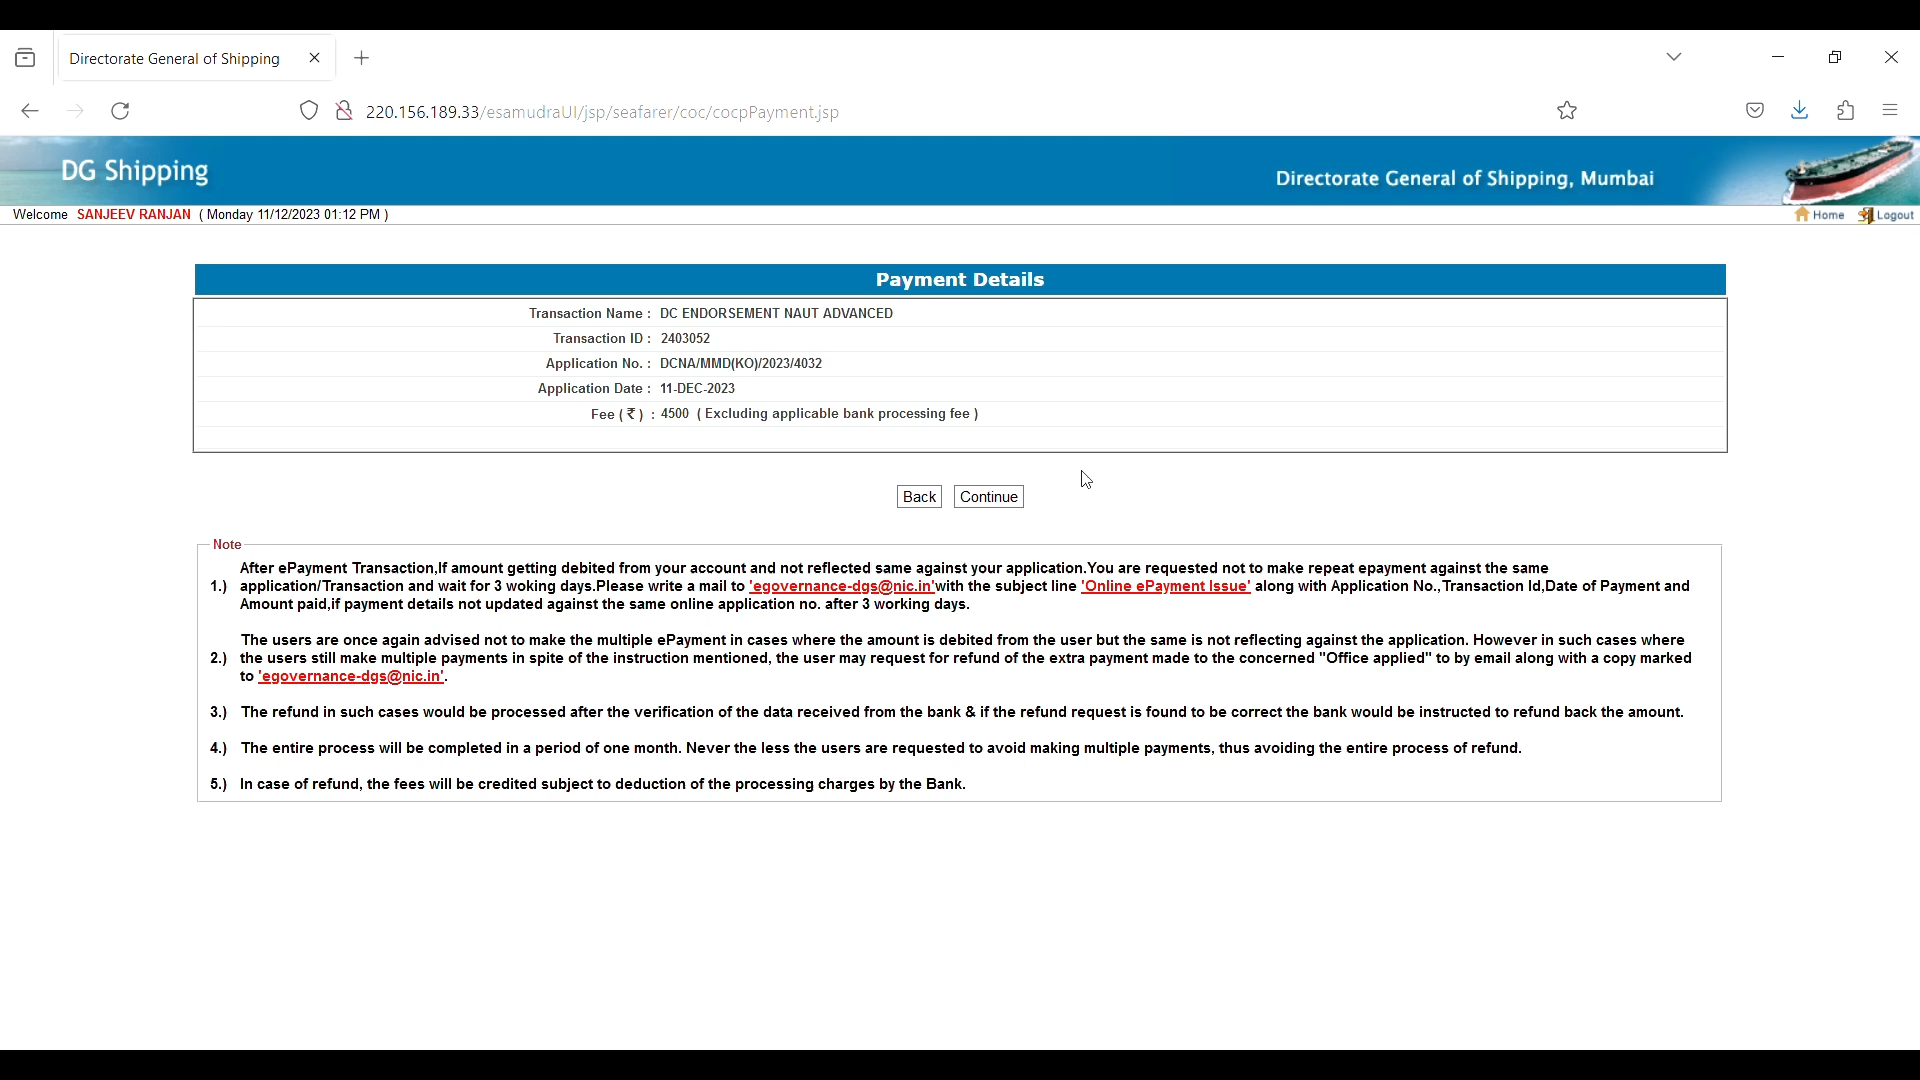 Directorate General of Shipping
220.156.189.33/esamudraUI/jsp/seafarer/coc/cocpPayment.jsp
DG Shipping
Directorate General of Shipping, Mumbai
Welcome SANJEEV RANJAN ( Monday 11/12/2023 01:12 PM )
Home Logout
Payment Details
Transaction Name : DC ENDORSEMENT NAUT ADVANCED
Transaction ID : 2403052
Application No. : DCNA/MMD(KO)/2023/4032
Application Date : 11-DEC-2023
Fee ( ₹ ) : 4500 ( Excluding applicable bank processing fee )
Back Continue
Note
After ePayment Transaction,If amount getting debited from your account and not reflected same against your application.You are requested not to make repeat epayment against the same
1.) application/Transaction and wait for 3 woking days.Please write a mail to 'egovernance-dgs@nic.in'with the subject line 'Online ePayment Issue' along with Application No.,Transaction Id,Date of Payment and
Amount paid,if payment details not updated against the same online application no. after 3 working days.
The users are once again advised not to make the multiple ePayment in cases where the amount is debited from the user but the same is not reflecting against the application. However in such cases where
2.) the users still make multiple payments in spite of the instruction mentioned, the user may request for refund of the extra payment made to the concerned "Office applied" to by email along with a copy marked
to 'egovernance-dgs@nic.in'.
3.) The refund in such cases would be processed after the verification of the data received from the bank & if the refund request is found to be correct the bank would be instructed to refund back the amount.
4.) The entire process will be completed in a period of one month. Never the less the users are requested to avoid making multiple payments, thus avoiding the entire process of refund.
5.) In case of refund, the fees will be credited subject to deduction of the processing charges by the Bank.